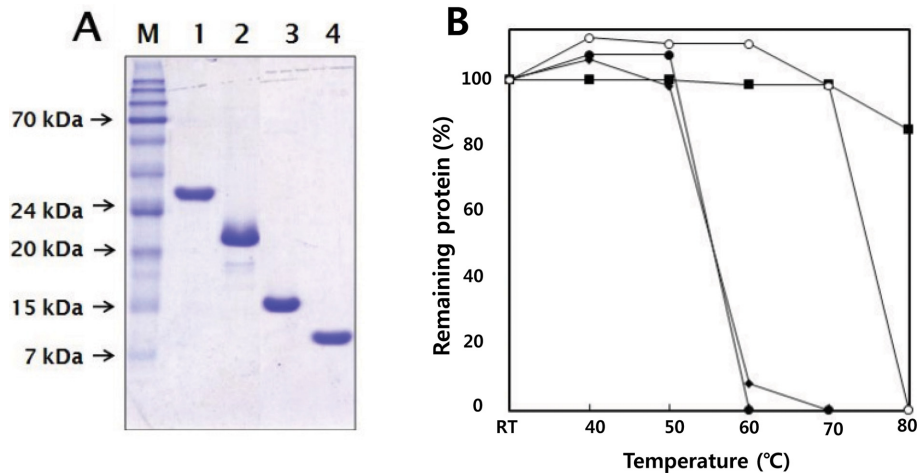 A
M 1 2 3 4
70 kDa →
24 kDa →
20 kDa →
15 kDa →
7 kDa →
B
Remaining protein (%)
100
80
60
40
20
0
RT 40 50 60 70 80
Temperature (℃)